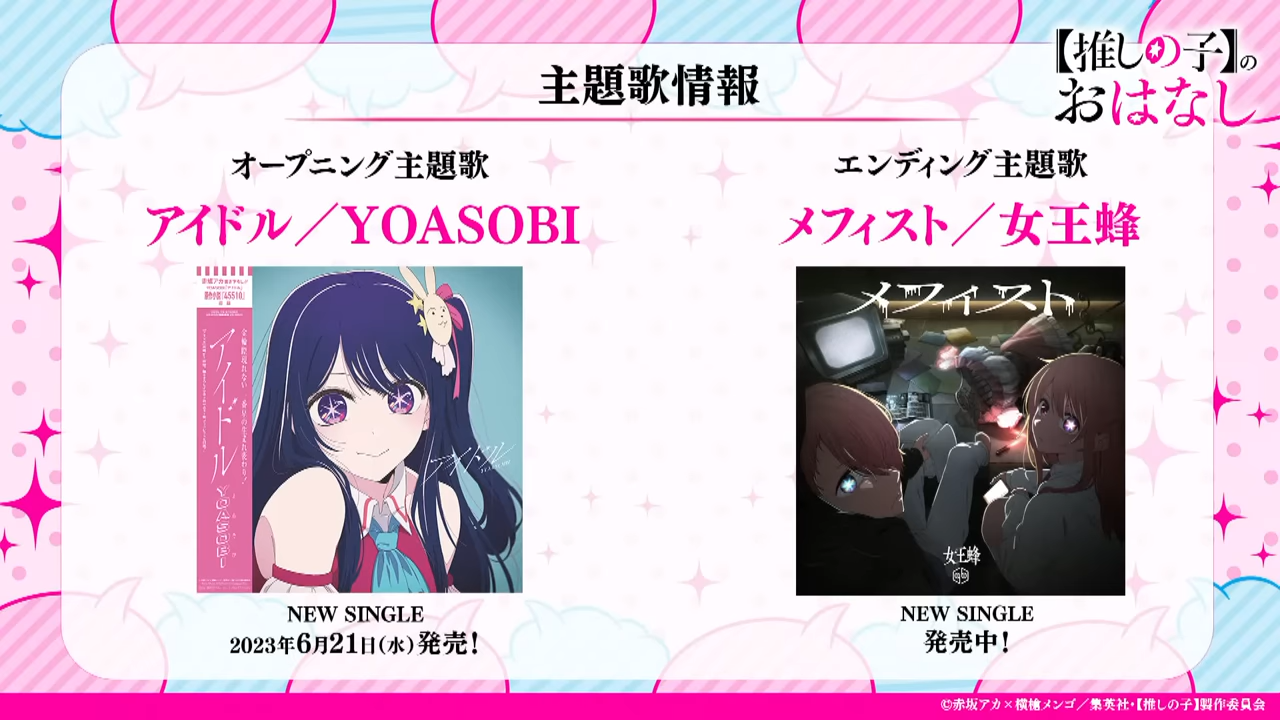 【推しの子】の
おはなし
主題歌情報
オープニング主題歌
アイドル／YOASOBI
エンディング主題歌
メフィスト／女王蜂
アイドル
YOASOBI
アイドル
メフィスト
女王蜂
NEW SINGLE
2023年6月21日(水)発売!
NEW SINGLE
発売中!
©赤坂アカ×横槍メンゴ／集英社・【推しの子】製作委員会